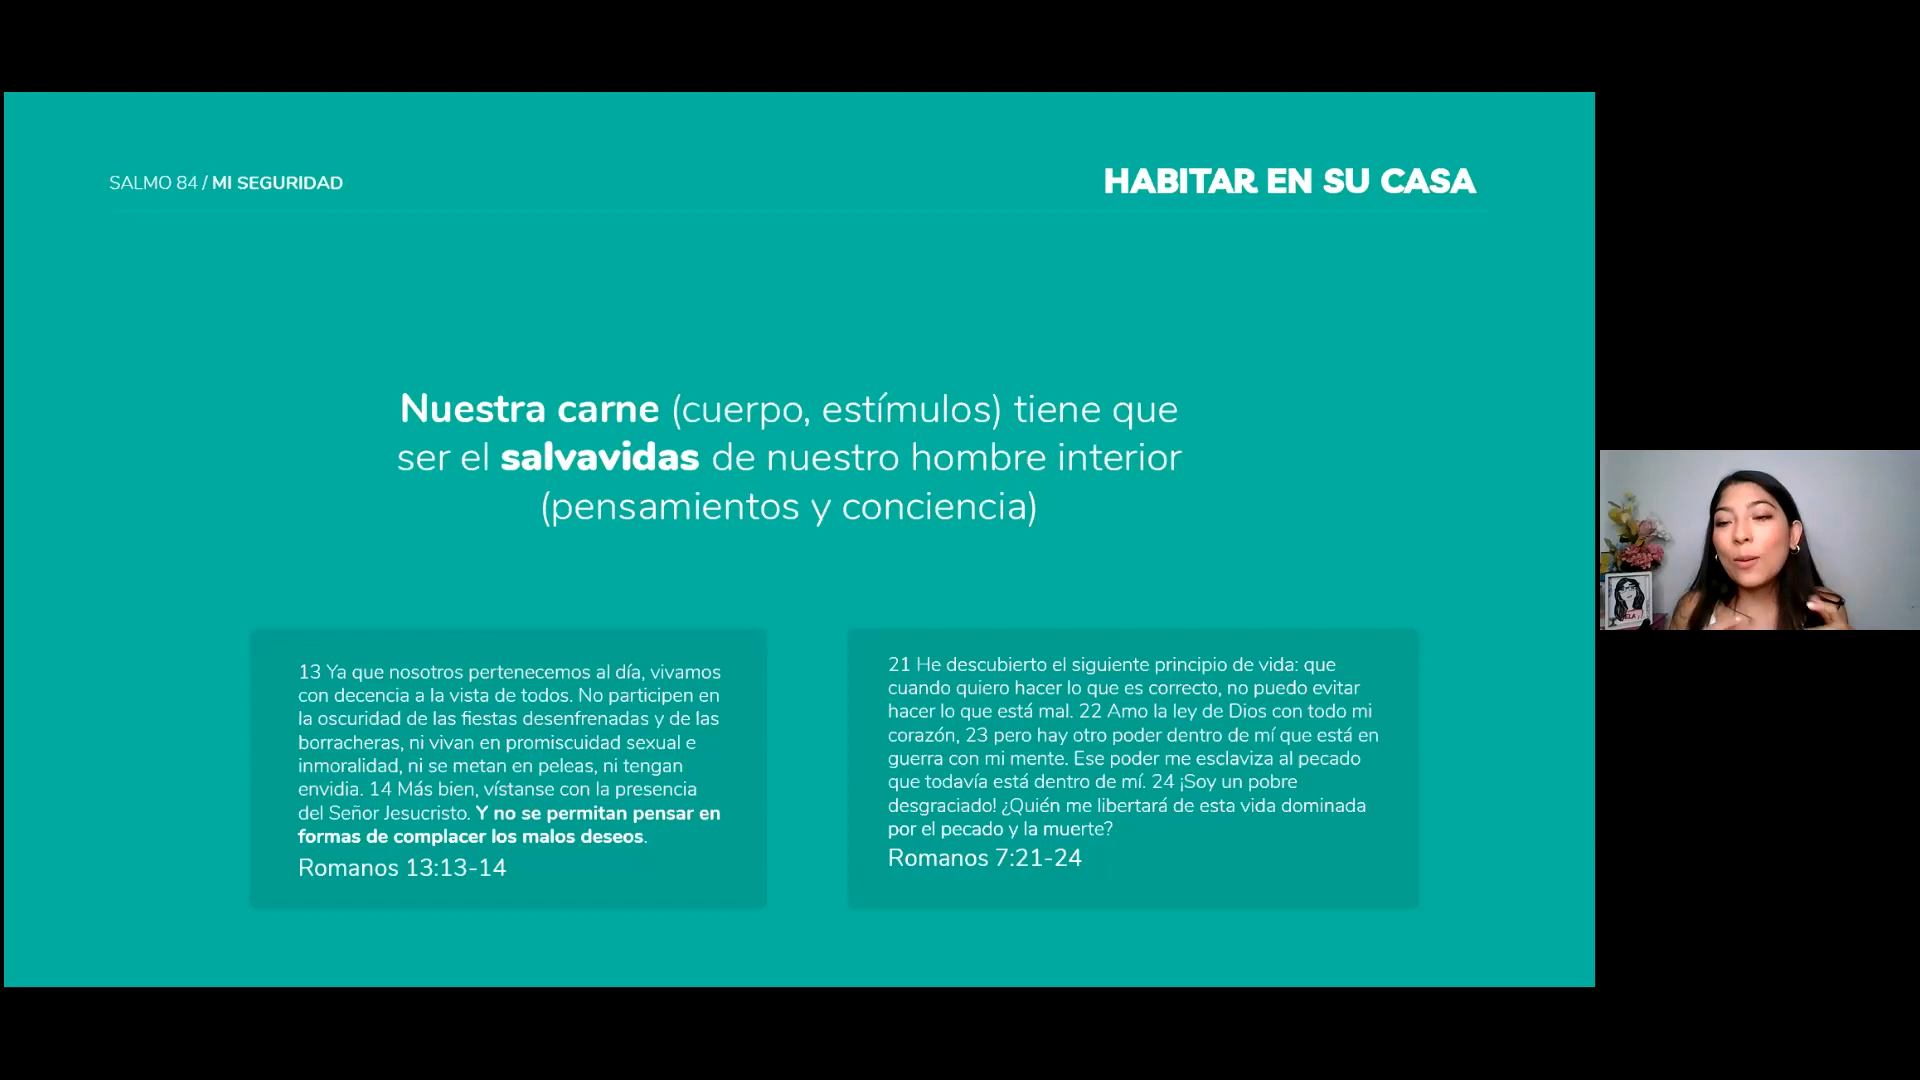 SALMO 84 / MI SEGURIDAD
HABITAR EN SU CASA
Nuestra carne (cuerpo, estímulos) tiene que
ser el salvavidas de nuestro hombre interior
(pensamientos y conciencia)
13 Ya que nosotros pertenecemos al día, vivamos
con decencia a la vista de todos. No participen en
la oscuridad de las fiestas desenfrenadas y de las
borracheras, ni vivan en promiscuidad sexual e
inmoralidad, ni se metan en peleas, ni tengan
envidia. 14 Más bien, vístanse con la presencia
del Señor Jesucristo. Y no se permitan pensar en
formas de complacer los malos deseos.
Romanos 13:13-14
21 He descubierto el siguiente principio de vida: que
cuando quiero hacer lo que es correcto, no puedo evitar
hacer lo que está mal. 22 Amo la ley de Dios con todo mi
corazón, 23 pero hay otro poder dentro de mí que está en
guerra con mi mente. Ese poder me esclaviza al pecado
que todavía está dentro de mí. 24 ¡Soy un pobre
desgraciado! ¿Quién me libertará de esta vida dominada
por el pecado y la muerte?
Romanos 7:21-24